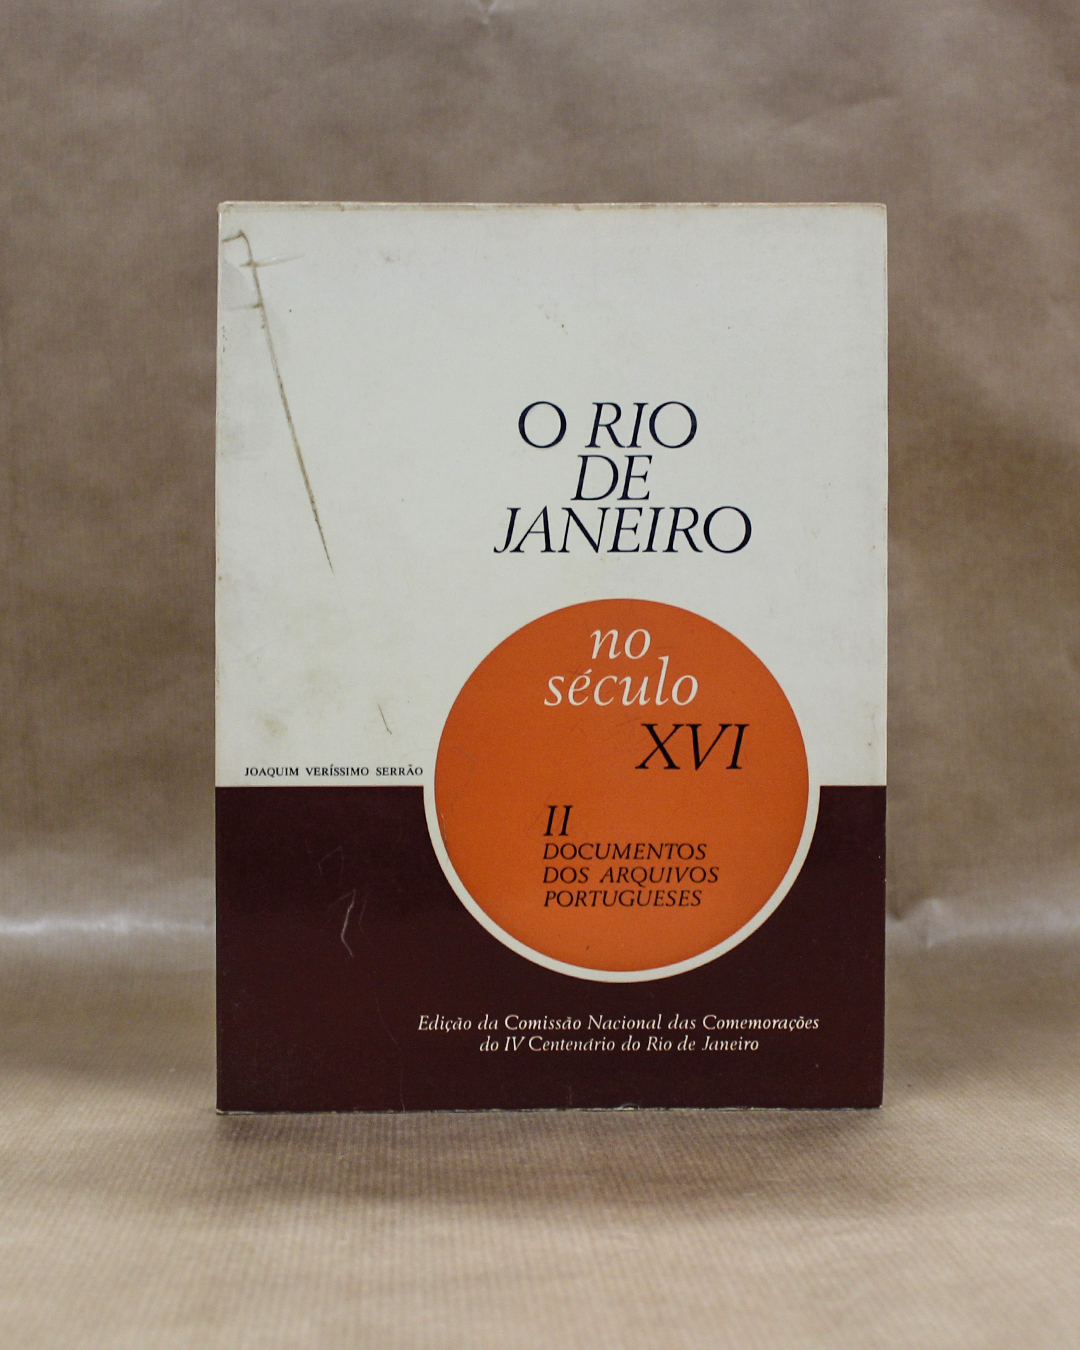 O RIO
DE
JANEIRO
no
século
XVI
JOAQUIM VERÍSSIMO SERRÃO
II
DOCUMENTOS
DOS ARQUIVOS
PORTUGUESES
Edição da Comissão Nacional das Comemorações
do IV Centenário do Rio de Janeiro